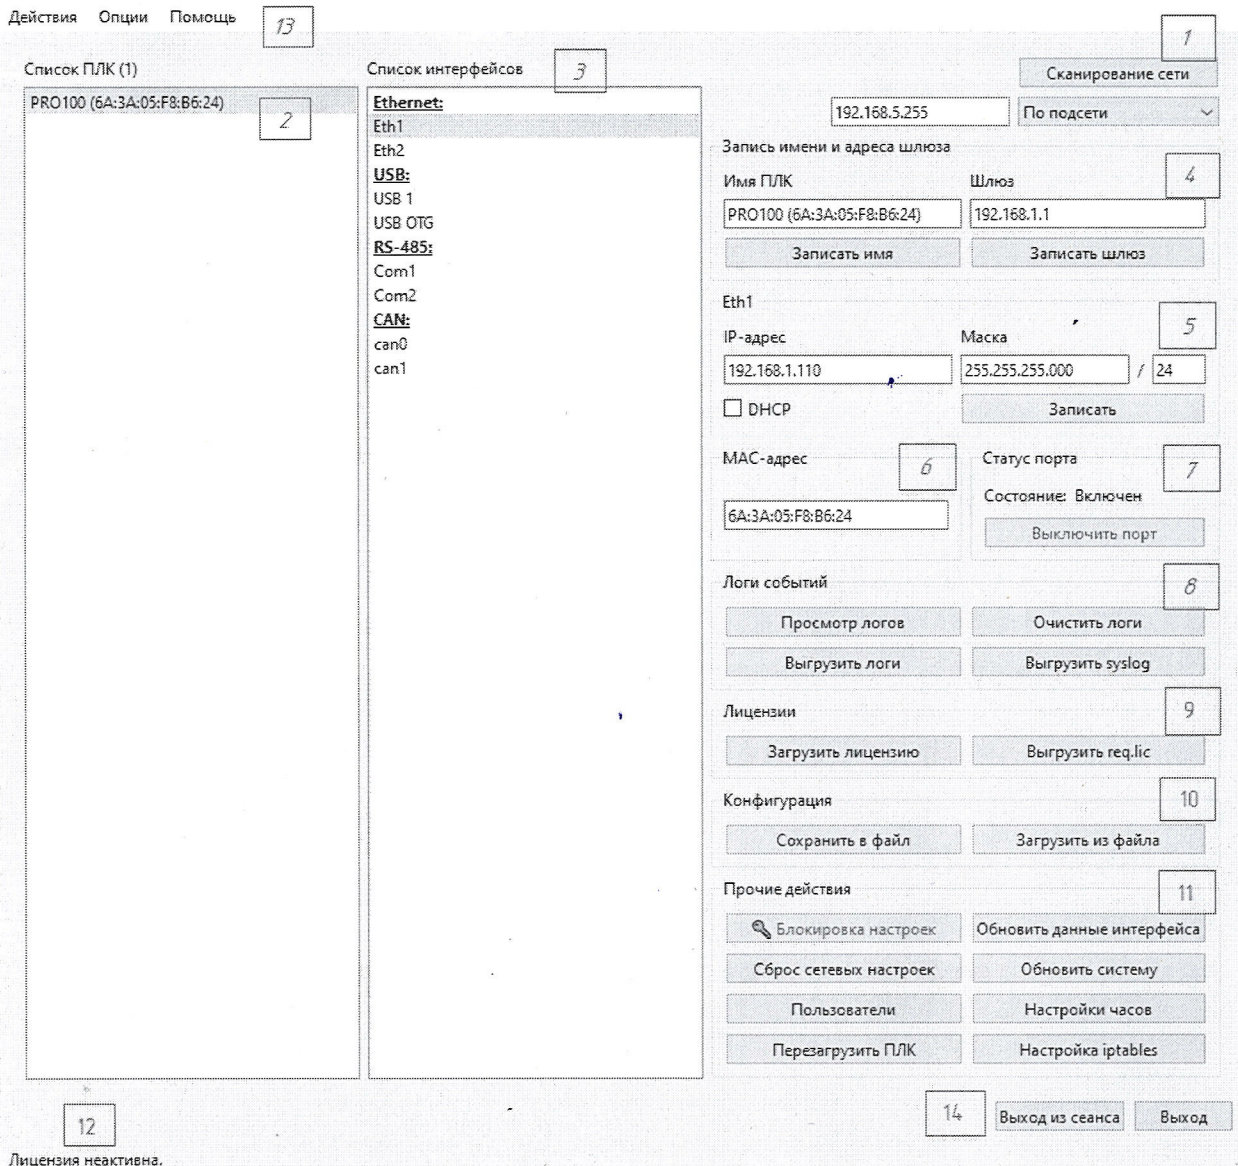 Действия Опции Помощь 13
1
Список ПЛК (1)
Список интерфейсов 3
Сканирование сети
PRO100 (6A:3A:05:F8:B6:24)
2
Ethernet:
Eth1
Eth2
USB:
USB 1
USB OTG
RS-485:
Com1
Com2
CAN:
can0
can1
192.168.5.255 По подсети
Запись имени и адреса шлюза
4
Имя ПЛК Шлюз
PRO100 (6A:3A:05:F8:B6:24) 192.168.1.1
Записать имя Записать шлюз
Eth1
5
IP-адрес Маска
192.168.1.110 255.255.255.000 / 24
DHCP Записать
MAC-адрес 6
Статус порта 7
Состояние: Включен
6A:3A:05:F8:B6:24
Выключить порт
Логи событий 8
Просмотр логов Очистить логи
Выгрузить логи Выгрузить syslog
Лицензии 9
Загрузить лицензию Выгрузить req.lic
Конфигурация 10
Сохранить в файл Загрузить из файла
Прочие действия 11
Блокировка настроек Обновить данные интерфейса
Сброс сетевых настроек Обновить систему
Пользователи Настройки часов
Перезагрузить ПЛК Настройка iptables
12
14 Выход из сеанса Выход
Лицензия неактивна.